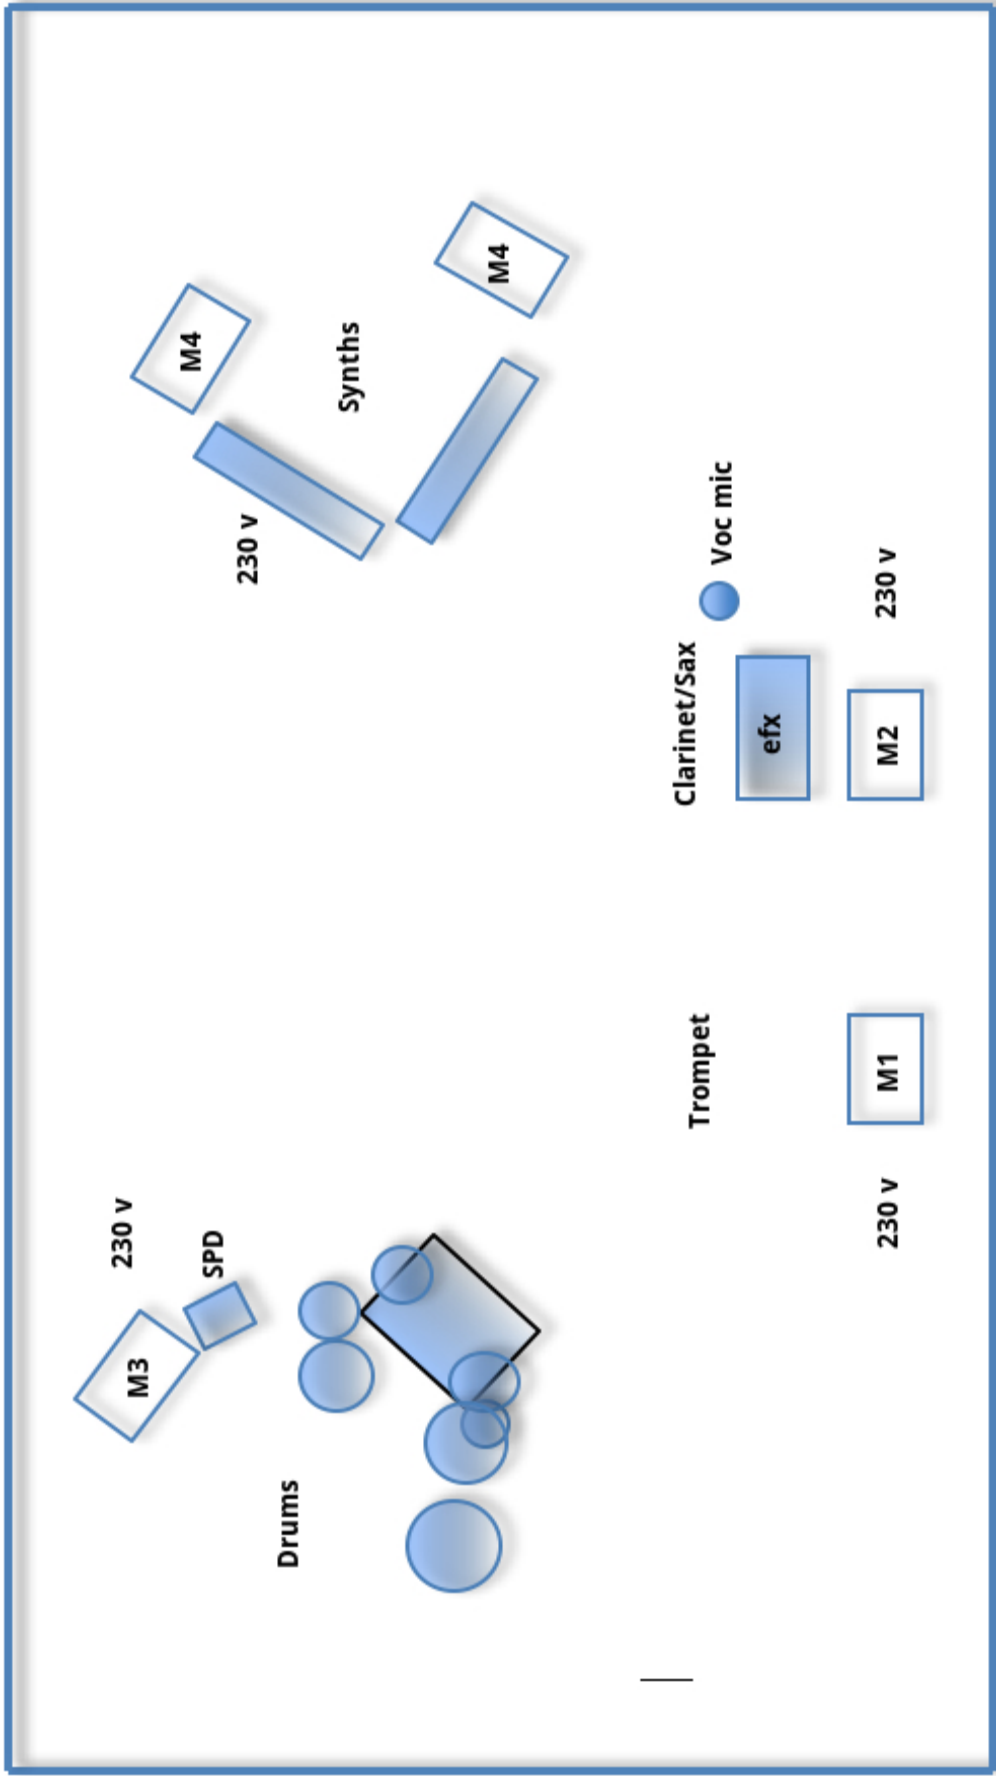 230 v
M3
M4
SPD
230 v
Drums
Synths
M4
Trompet
Clarinet/Sax
Voc mic
efx
230 v
M1
M2
230 v